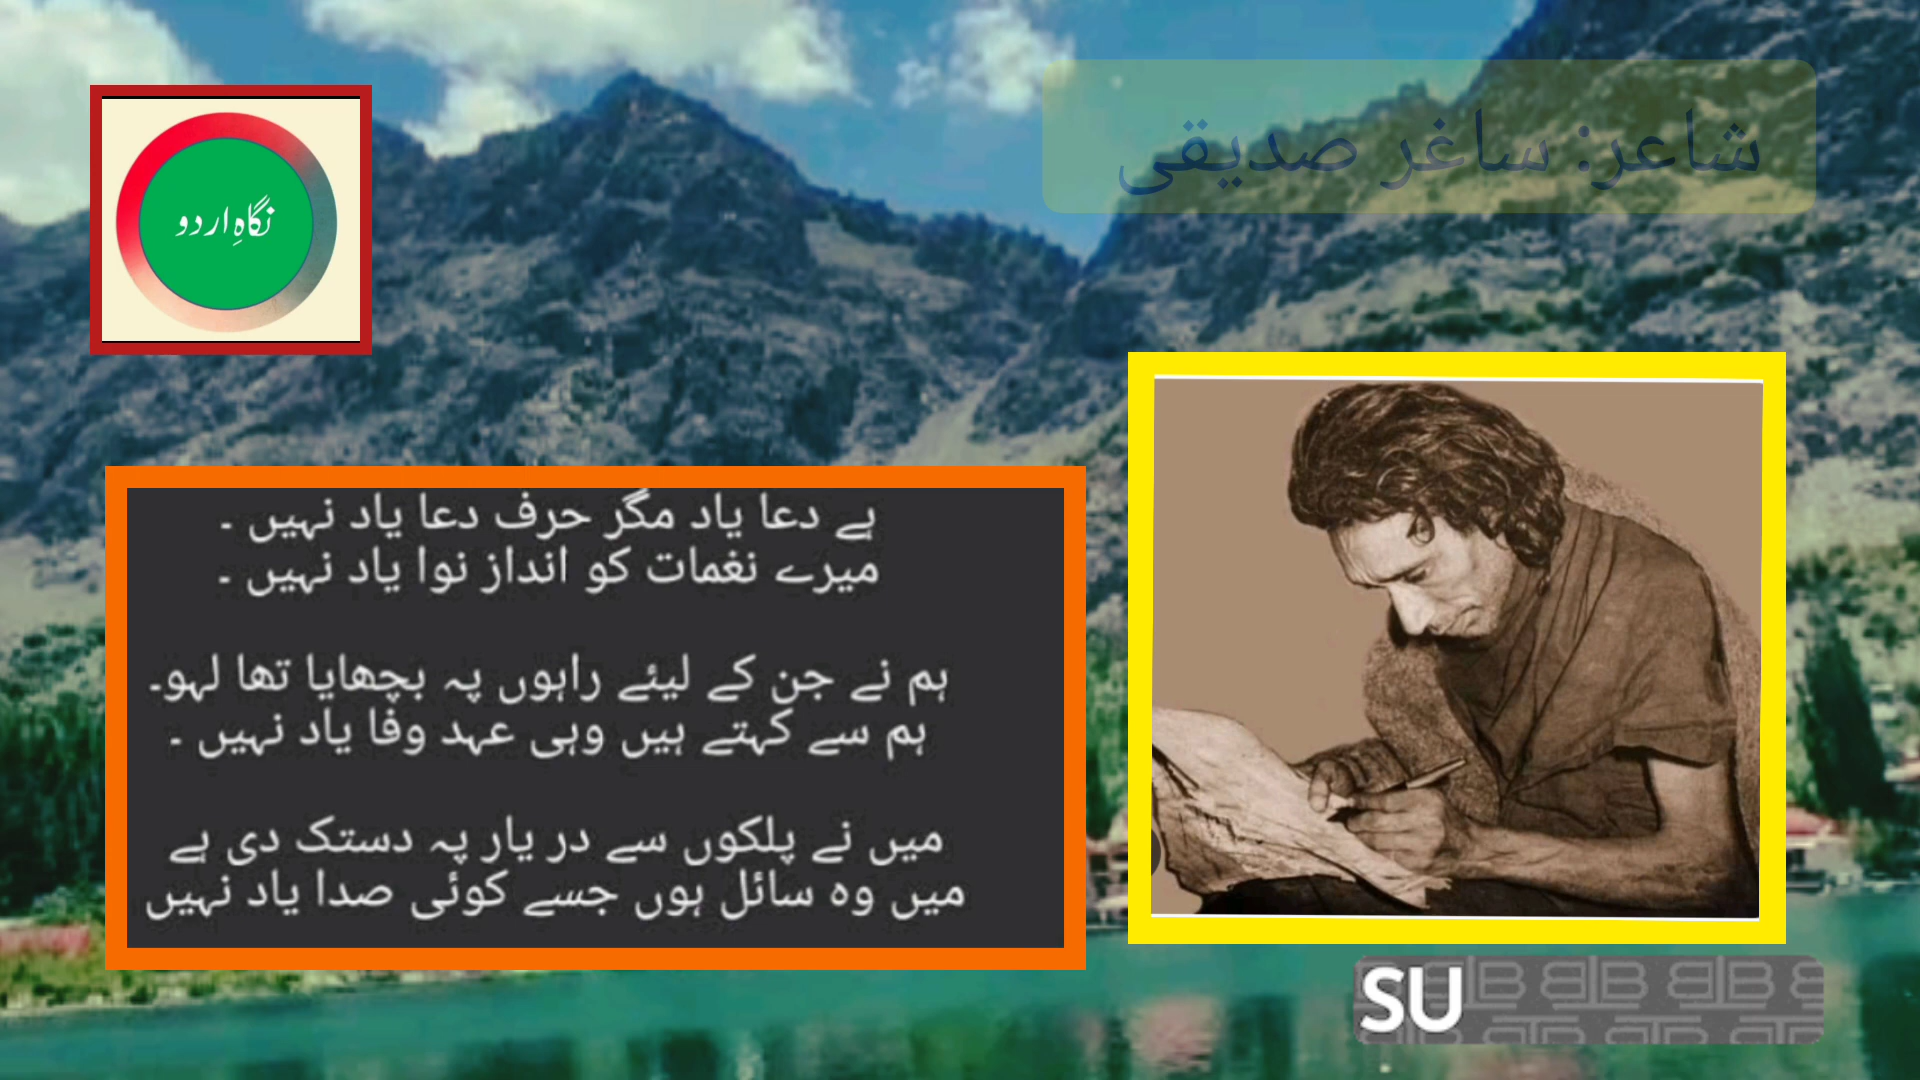 شاعر: ساغر صدیقی
نگاہِ اردو
ہے دعا یاد مگر حرف دعا یاد نہیں ۔
میرے نغمات کو انداز نوا یاد نہیں ۔
ہم نے جن کے لیئے راہوں پہ بچھایا تھا لہو۔
ہم سے کہتے ہیں وہی عہد وفا یاد نہیں ۔
میں نے پلکوں سے در یار پہ دستک دی ہے
میں وہ سائل ہوں جسے کوئی صدا یاد نہیں
SU